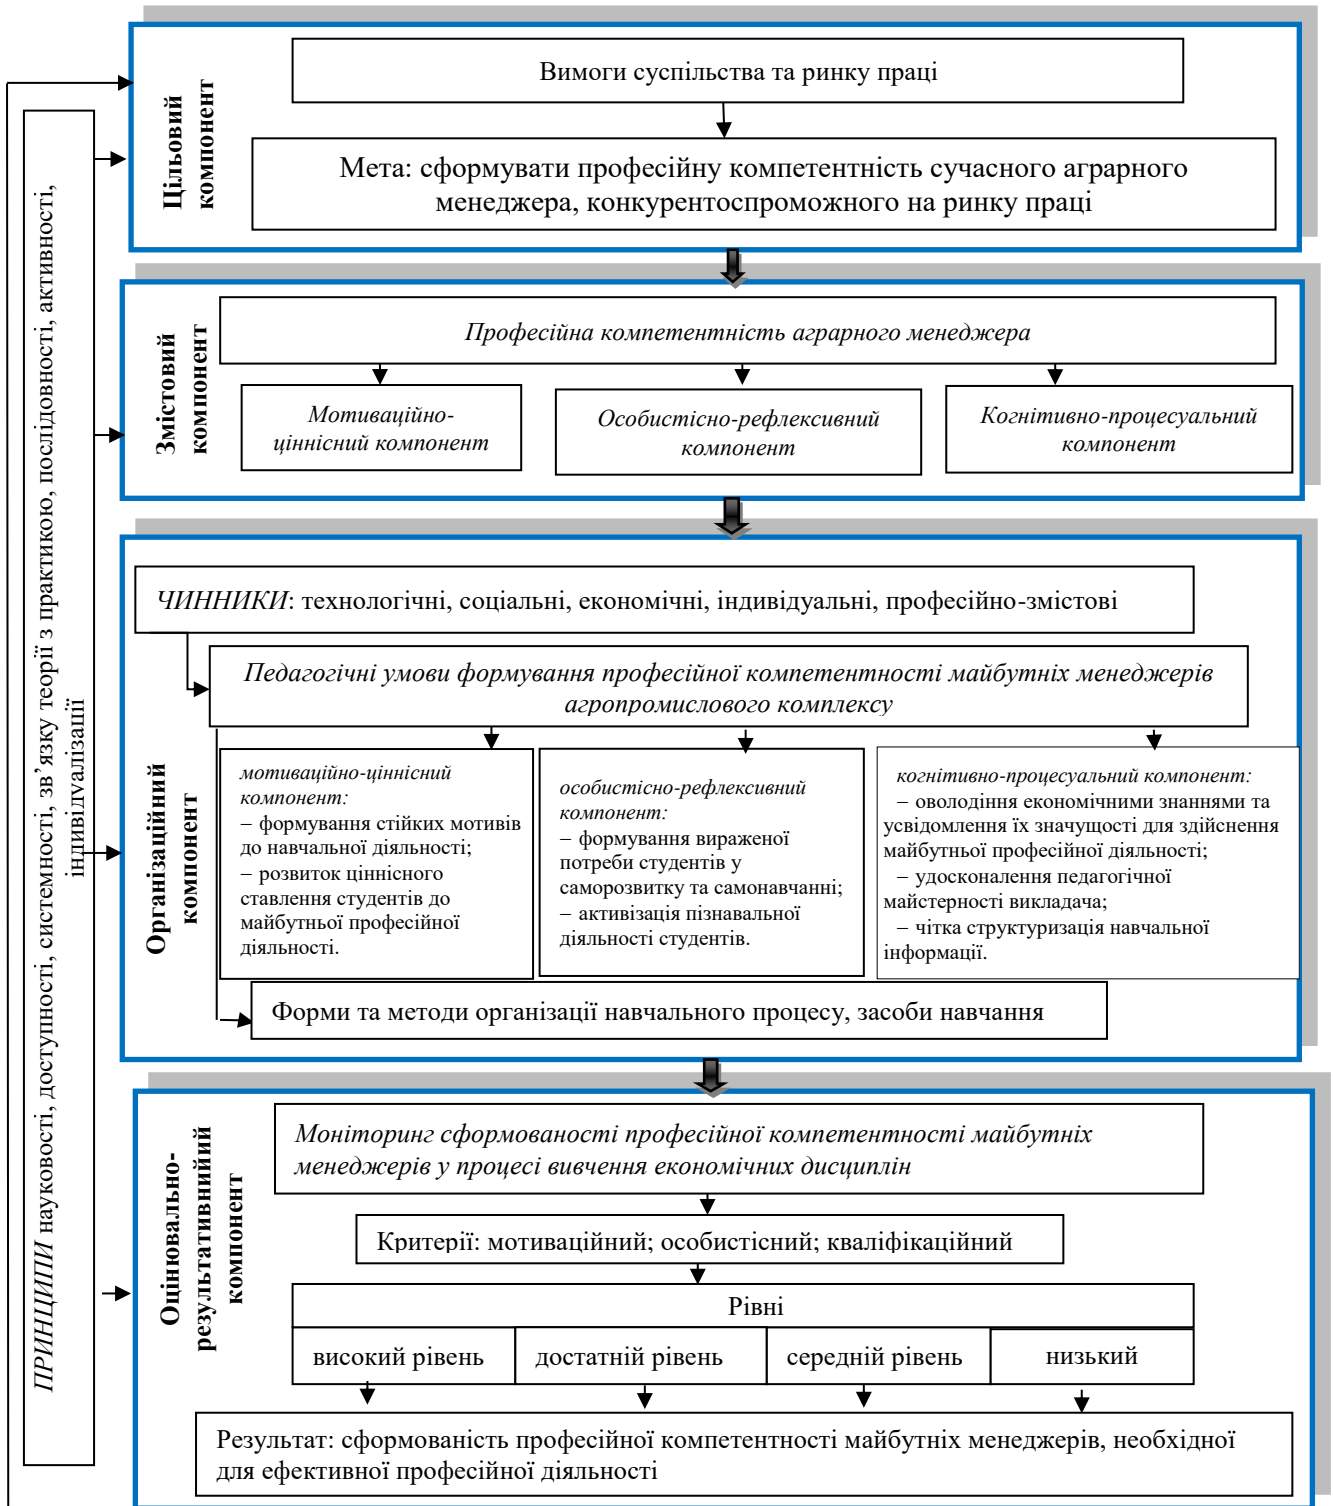 ПРИНЦИПИ науковості, доступності, системності, зв’язку теорії з практикою, послідовності, активності,
індивідуалізації
Цільовий
компонент
Вимоги суспільства та ринку праці
Мета: сформувати професійну компетентність сучасного аграрного
менеджера, конкурентоспроможного на ринку праці
Змістовий
компонент
Професійна компетентність аграрного менеджера
Мотиваційно-
ціннісний компонент
Особистісно-рефлексивний
компонент
Когнітивно-процесуальний
компонент
Організаційний
компонент
ЧИННИКИ: технологічні, соціальні, економічні, індивідуальні, професійно-змістові
Педагогічні умови формування професійної компетентності майбутніх менеджерів
агропромислового комплексу
мотиваційно-ціннісний
компонент:
– формування стійких мотивів
до навчальної діяльності;
– розвиток ціннісного
ставлення студентів до
майбутньої професійної
діяльності.
особистісно-рефлексивний
компонент:
– формування вираженої
потреби студентів у
саморозвитку та самонавчанні;
– активізація пізнавальної
діяльності студентів.
когнітивно-процесуальний компонент:
– оволодіння економічними знаннями та
усвідомлення їх значущості для здійснення
майбутньої професійної діяльності;
– удосконалення педагогічної
майстерності викладача;
– чітка структуризація навчальної
інформації.
Форми та методи організації навчального процесу, засоби навчання
Оцінювально-
результативнийий
компонент
Моніторинг сформованості професійної компетентності майбутніх
менеджерів у процесі вивчення економічних дисциплін
Критерії: мотиваційний; особистісний; кваліфікаційний
Рівні
високий рівень
достатній рівень
середній рівень
низький
Результат: сформованість професійної компетентності майбутніх менеджерів, необхідної
для ефективної професійної діяльності